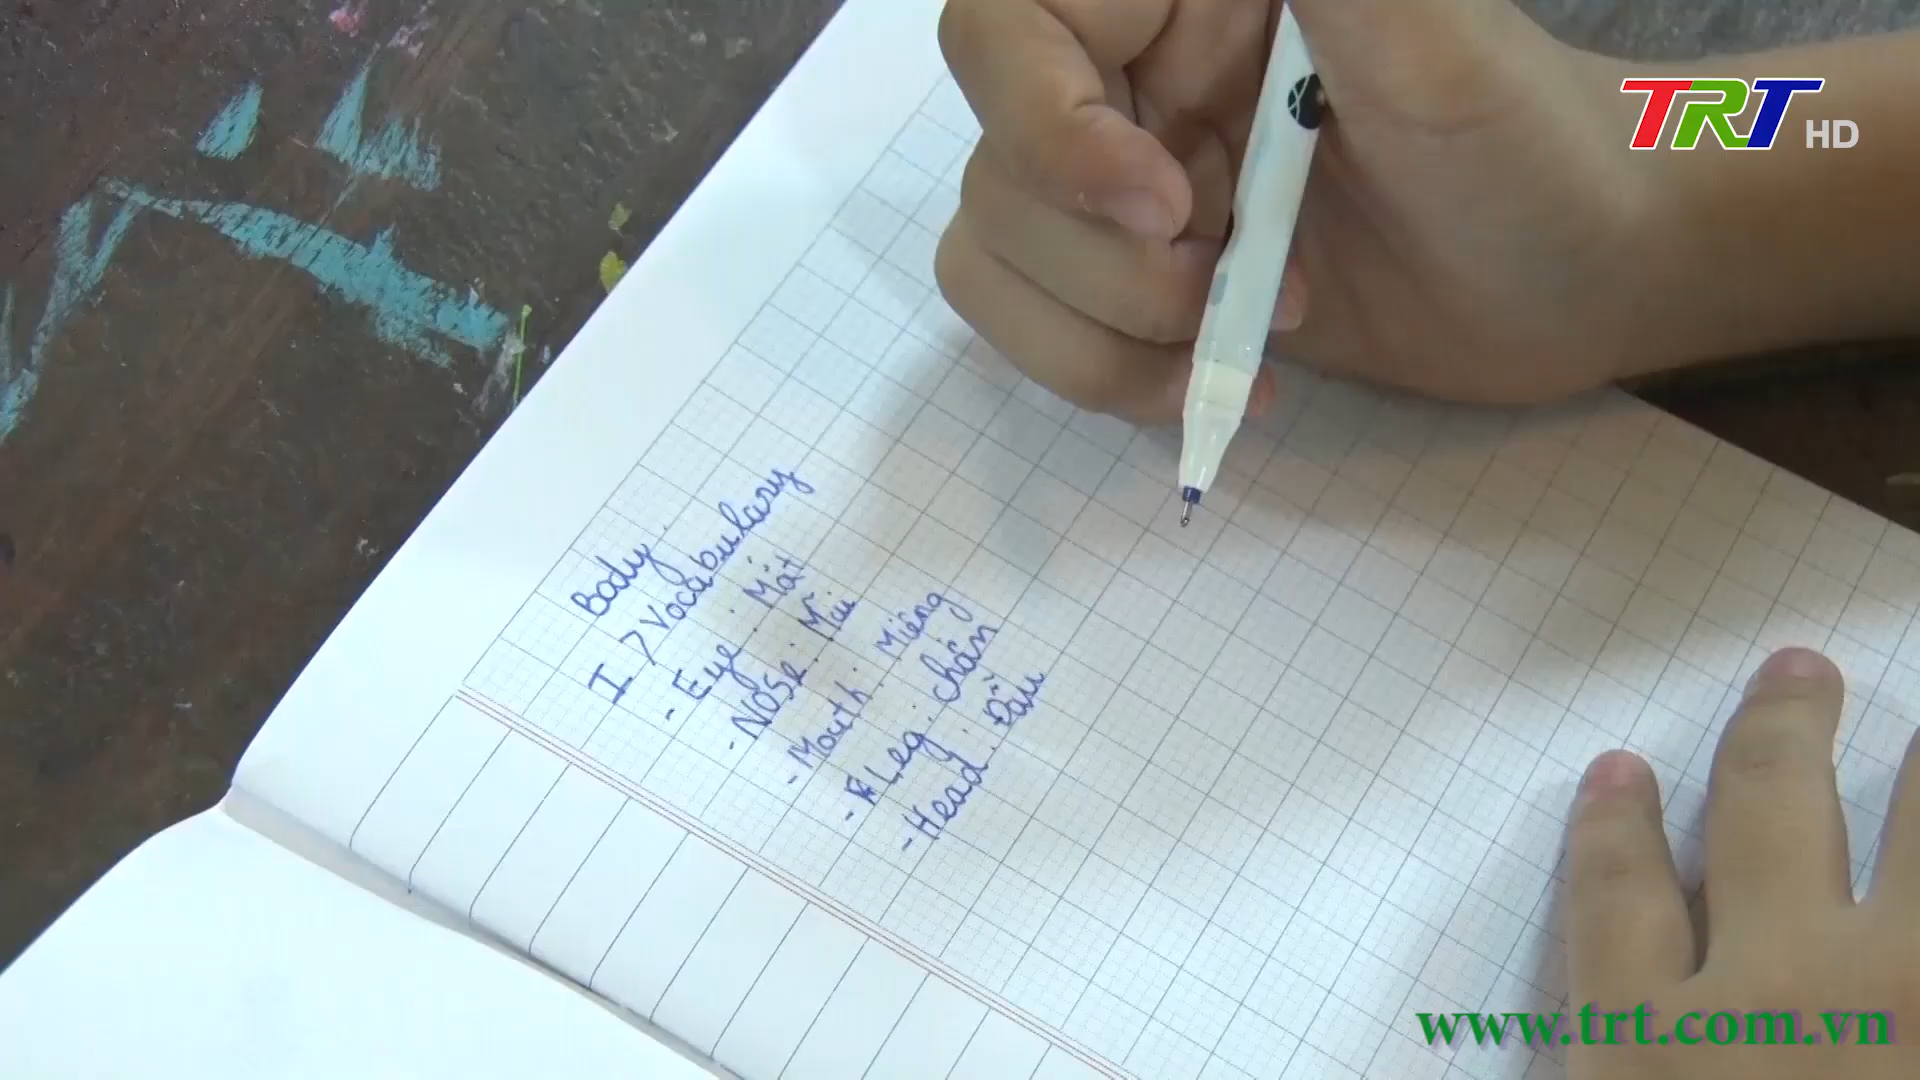 TRT HD
Body
I > Vocabulary
- Eye : Mắt
- Nose : Mũi
- Mouth : Miệng
- Leg : chân
- Head : Đầu
www.trt.com.vn